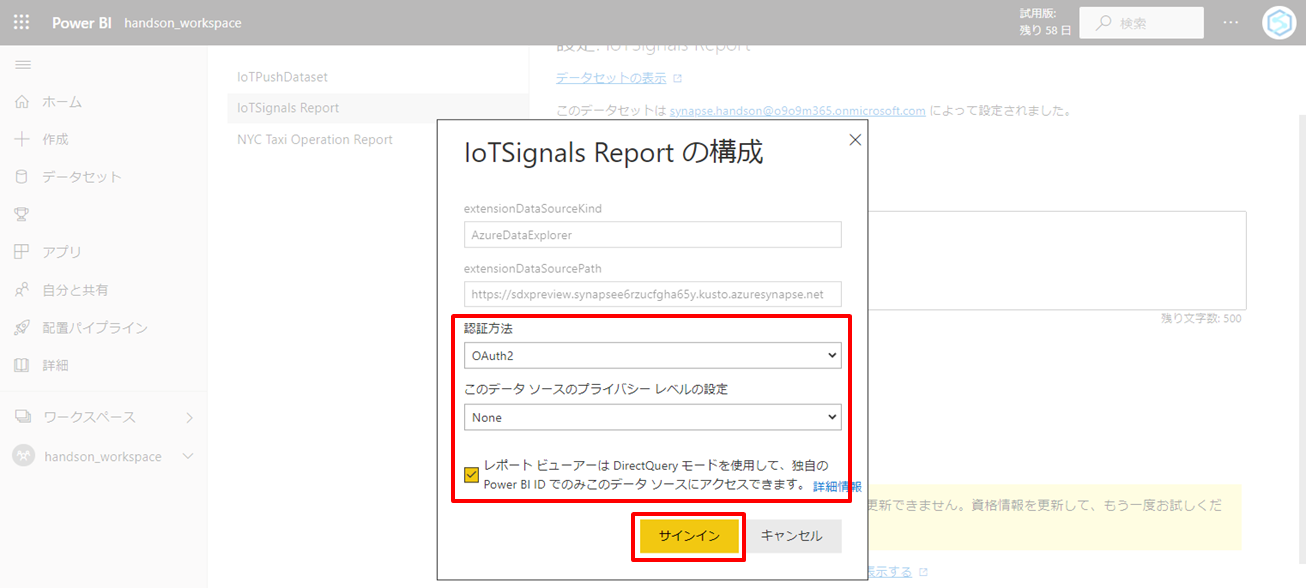 Power BI handson_workspace
試用版:
残り 58 日
検索
ホーム
作成
データセット
アプリ
自分と共有
配置パイプライン
詳細
ワークスペース
handson_workspace
IoTPushDataset
IoTSignals Report
NYC Taxi Operation Report
設定: IoTSignals Report
データセットの表示
このデータセットは synapse.handson@o9o9m365.onmicrosoft.com によって設定されました。
残り文字数: 500
更新できません。資格情報を更新して、もう一度お試しくだ
表示する
IoTSignals Report の構成
extensionDataSourceKind
AzureDataExplorer
extensionDataSourcePath
https://sdxpreview.synapsee6rzucfgha65y.kusto.azuresynapse.net
認証方法
OAuth2
このデータ ソースのプライバシー レベルの設定
None
レポート ビューアーは DirectQuery モードを使用して、独自の
Power BI ID でのみこのデータ ソースにアクセスできます。 詳細情報
サインイン
キャンセル